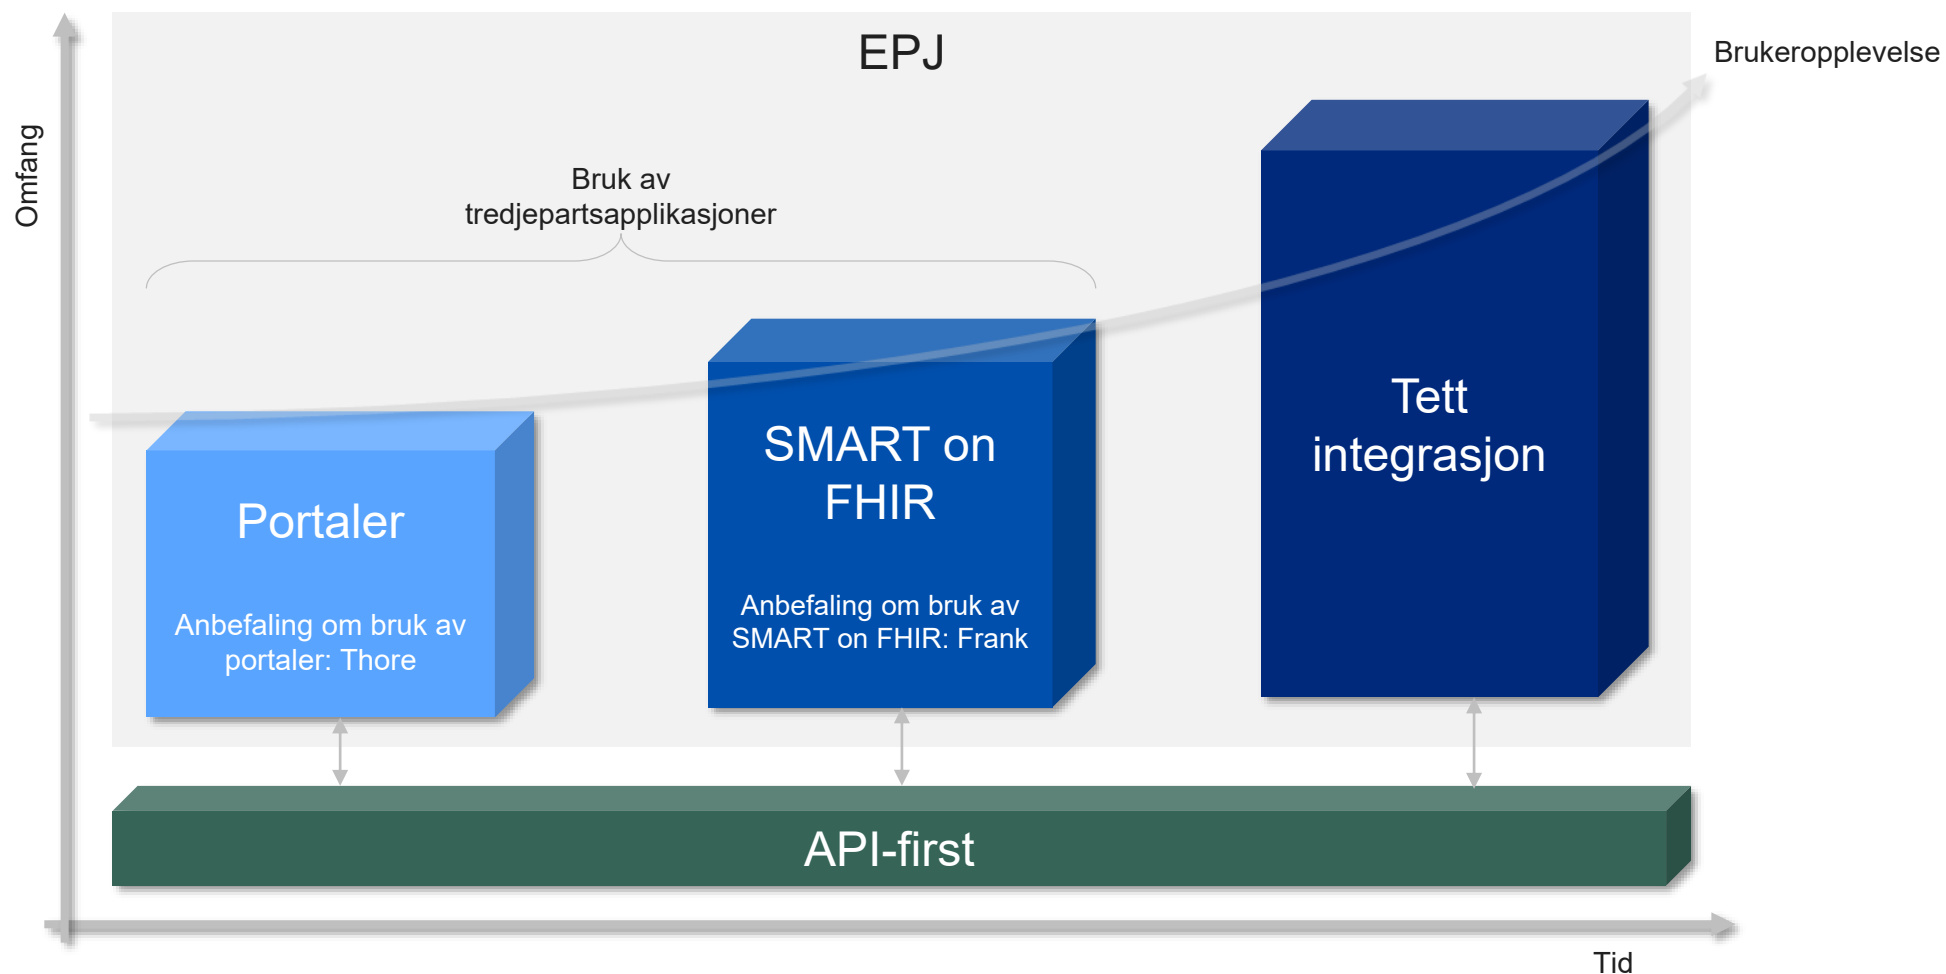 EPJ
Brukeropplevelse
Omfang
Bruk av
tredjepartsapplikasjoner
Portaler
Anbefaling om bruk av
portaler: Thore
SMART on
FHIR
Anbefaling om bruk av
SMART on FHIR: Frank
Tett
integrasjon
API-first
Tid